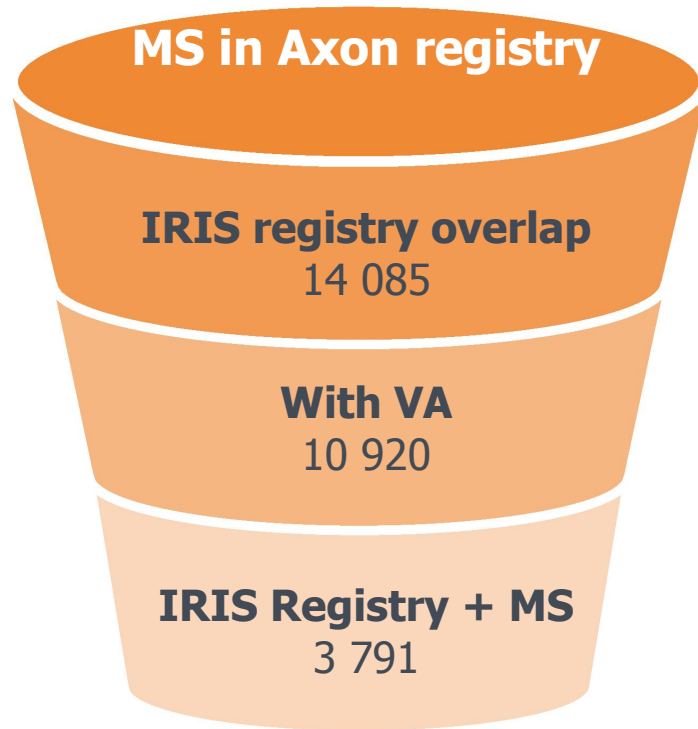 MS in Axon registry
IRIS registry overlap
14 085
With VA
10 920
IRIS Registry + MS
3 791